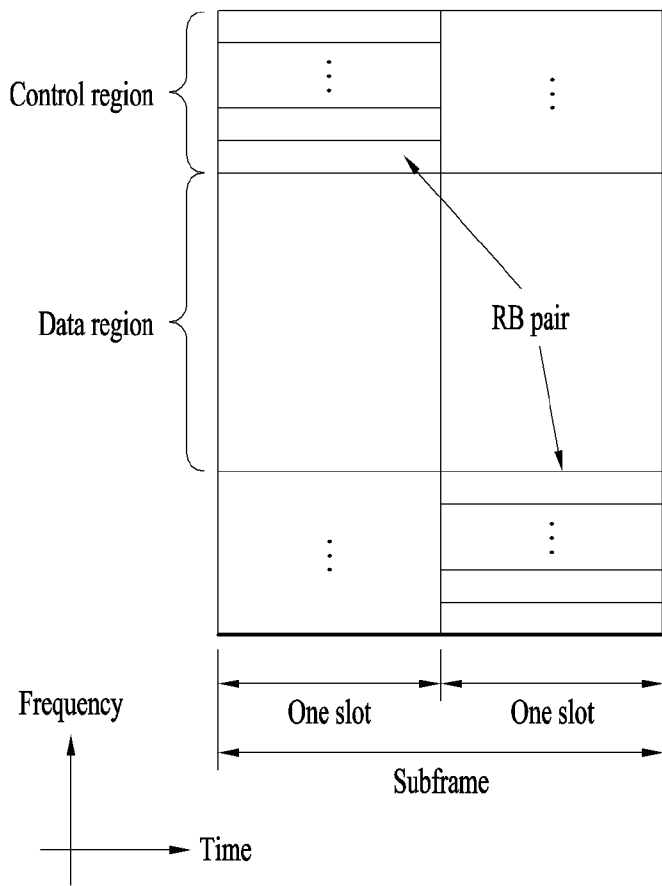 Control region
Data region
RB pair
One slot
One slot
Subframe
Frequency
Time